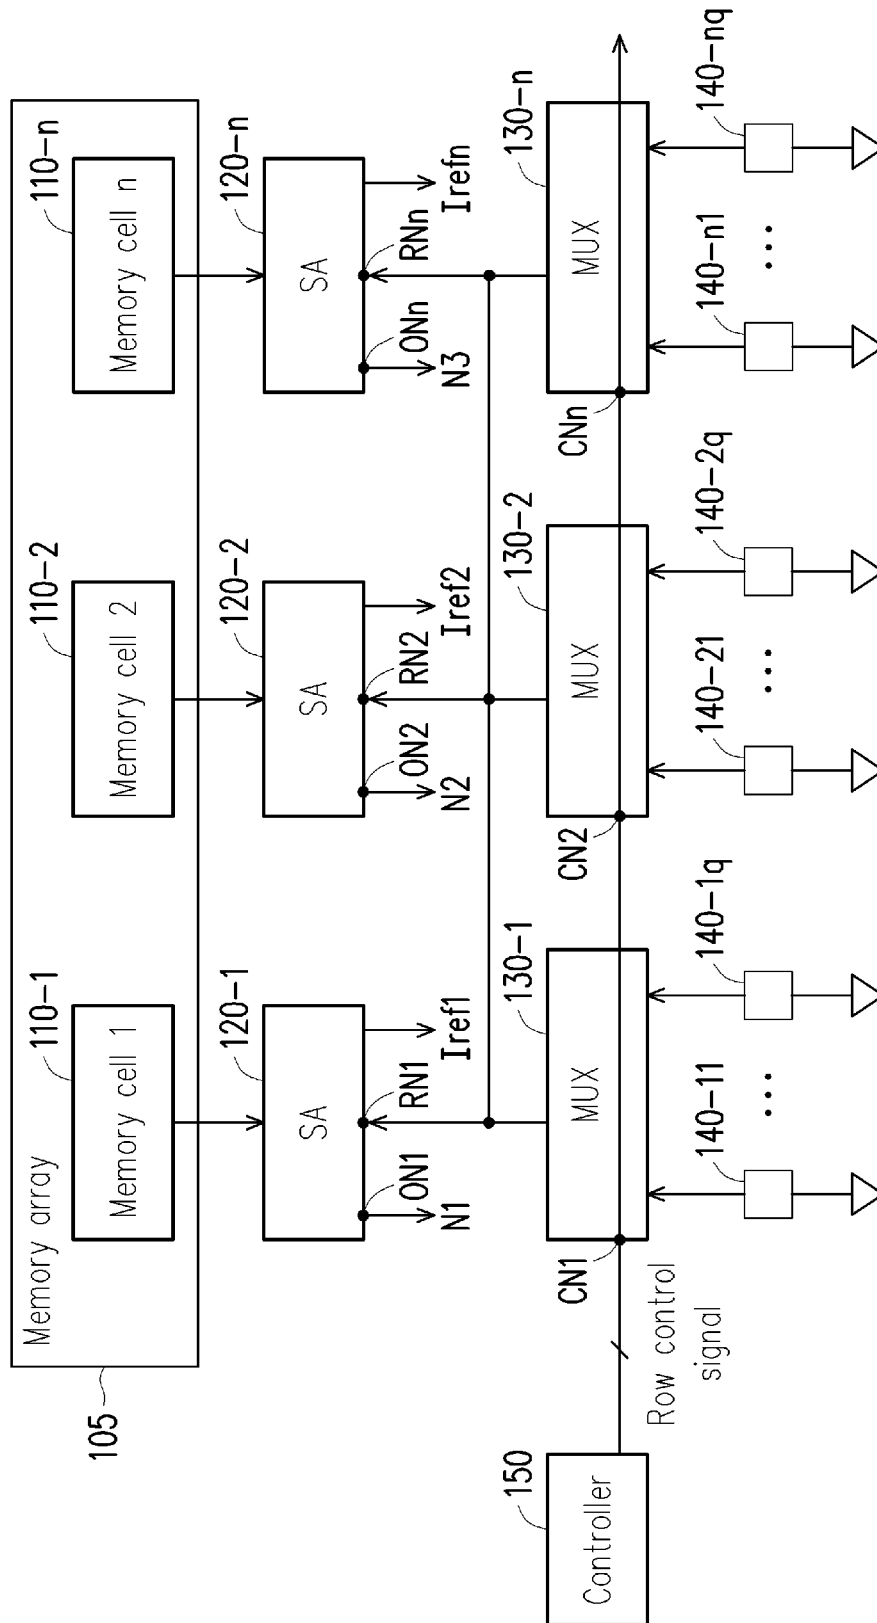 Memory array
105
Memory cell 1
110-1
Memory cell 2
110-2
Memory cell n
110-n
SA
120-1
SA
120-2
SA
120-n
ON1
RN1
N1
Iref1
ON2
RN2
N2
Iref2
ONn
RNn
N3
Irefn
Controller
150
Row control
signal
CN1
MUX
130-1
CN2
MUX
130-2
CNn
MUX
130-n
140-11
...
140-1q
140-21
...
140-2q
140-n1
...
140-nq